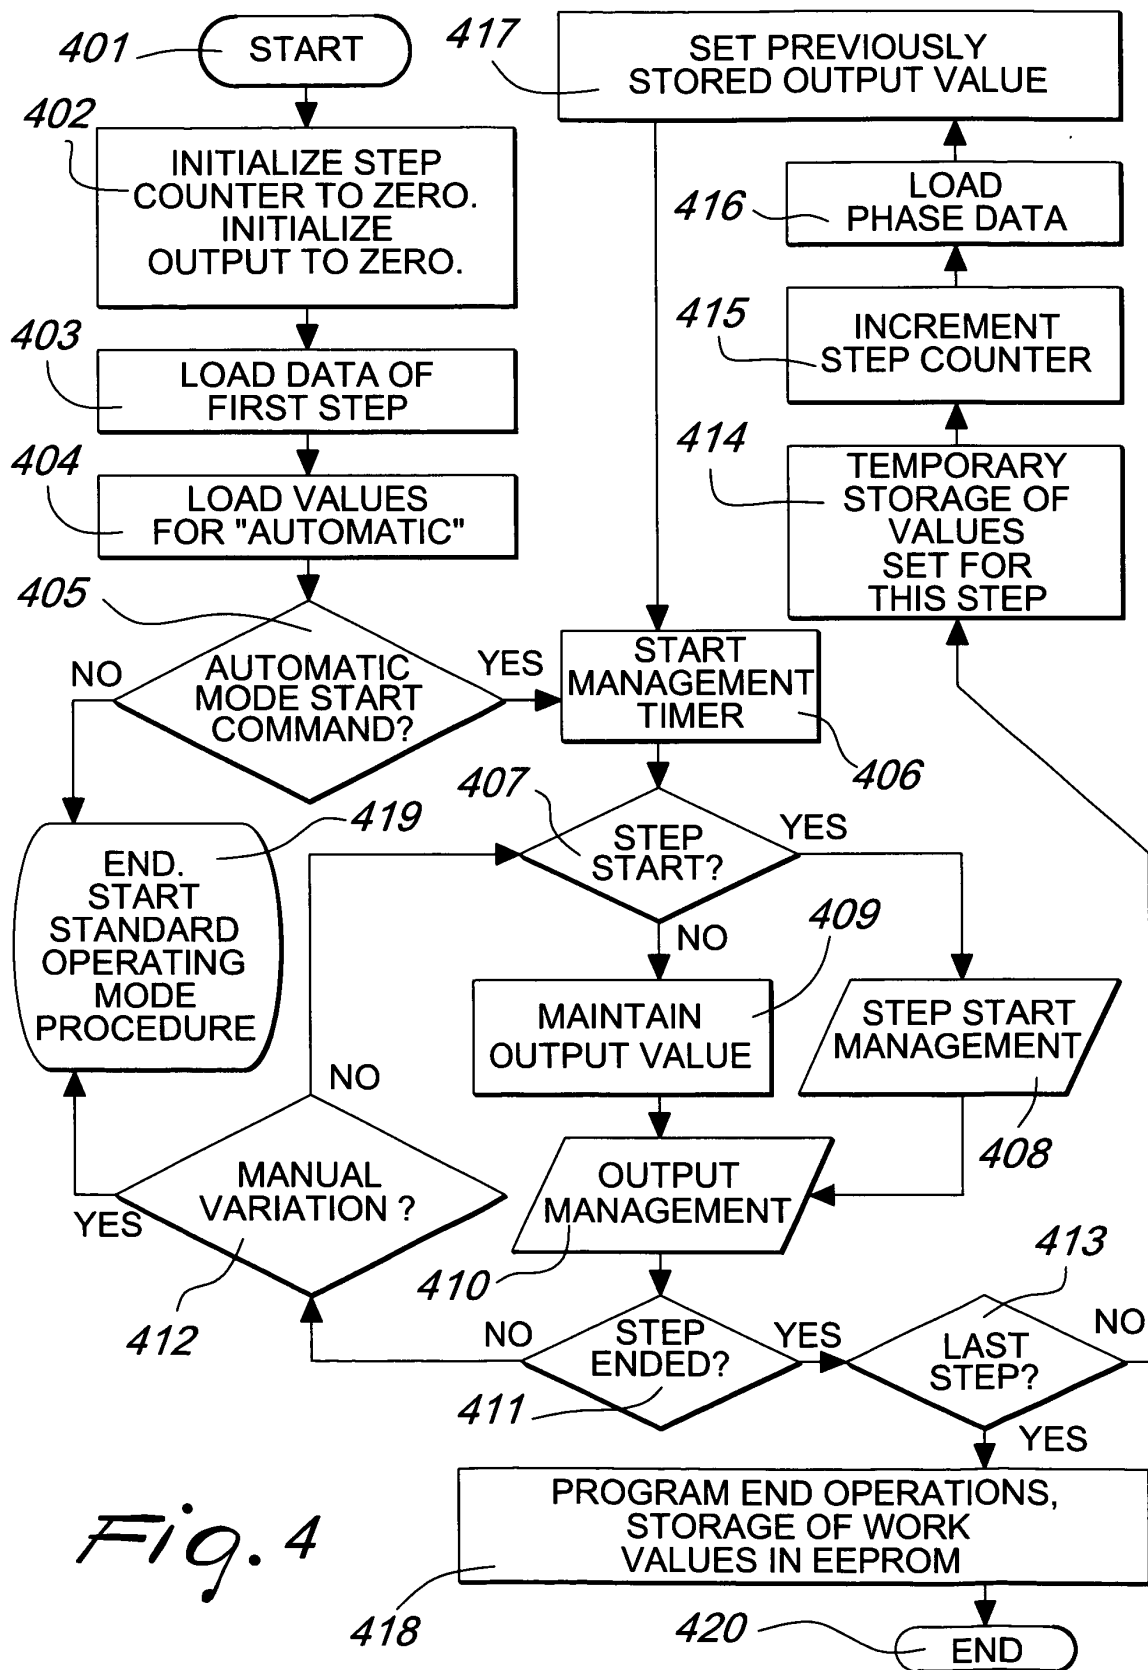 401
START
402
INITIALIZE STEP
COUNTER TO ZERO.
INITIALIZE
OUTPUT TO ZERO.
403
LOAD DATA OF
FIRST STEP
404
LOAD VALUES
FOR "AUTOMATIC"
405
AUTOMATIC
MODE START
COMMAND?
NO
YES
417
SET PREVIOUSLY
STORED OUTPUT VALUE
416
LOAD
PHASE DATA
415
INCREMENT
STEP COUNTER
414
TEMPORARY
STORAGE OF
VALUES
SET FOR
THIS STEP
START
MANAGEMENT
TIMER
406
407
STEP
START?
YES
NO
419
END.
START
STANDARD
OPERATING
MODE
PROCEDURE
409
MAINTAIN
OUTPUT VALUE
STEP START
MANAGEMENT
408
NO
MANUAL
VARIATION ?
YES
412
OUTPUT
MANAGEMENT
410
413
NO
STEP
ENDED?
YES
411
LAST
STEP?
NO
YES
PROGRAM END OPERATIONS,
STORAGE OF WORK
VALUES IN EEPROM
418
420
END
Fig. 4